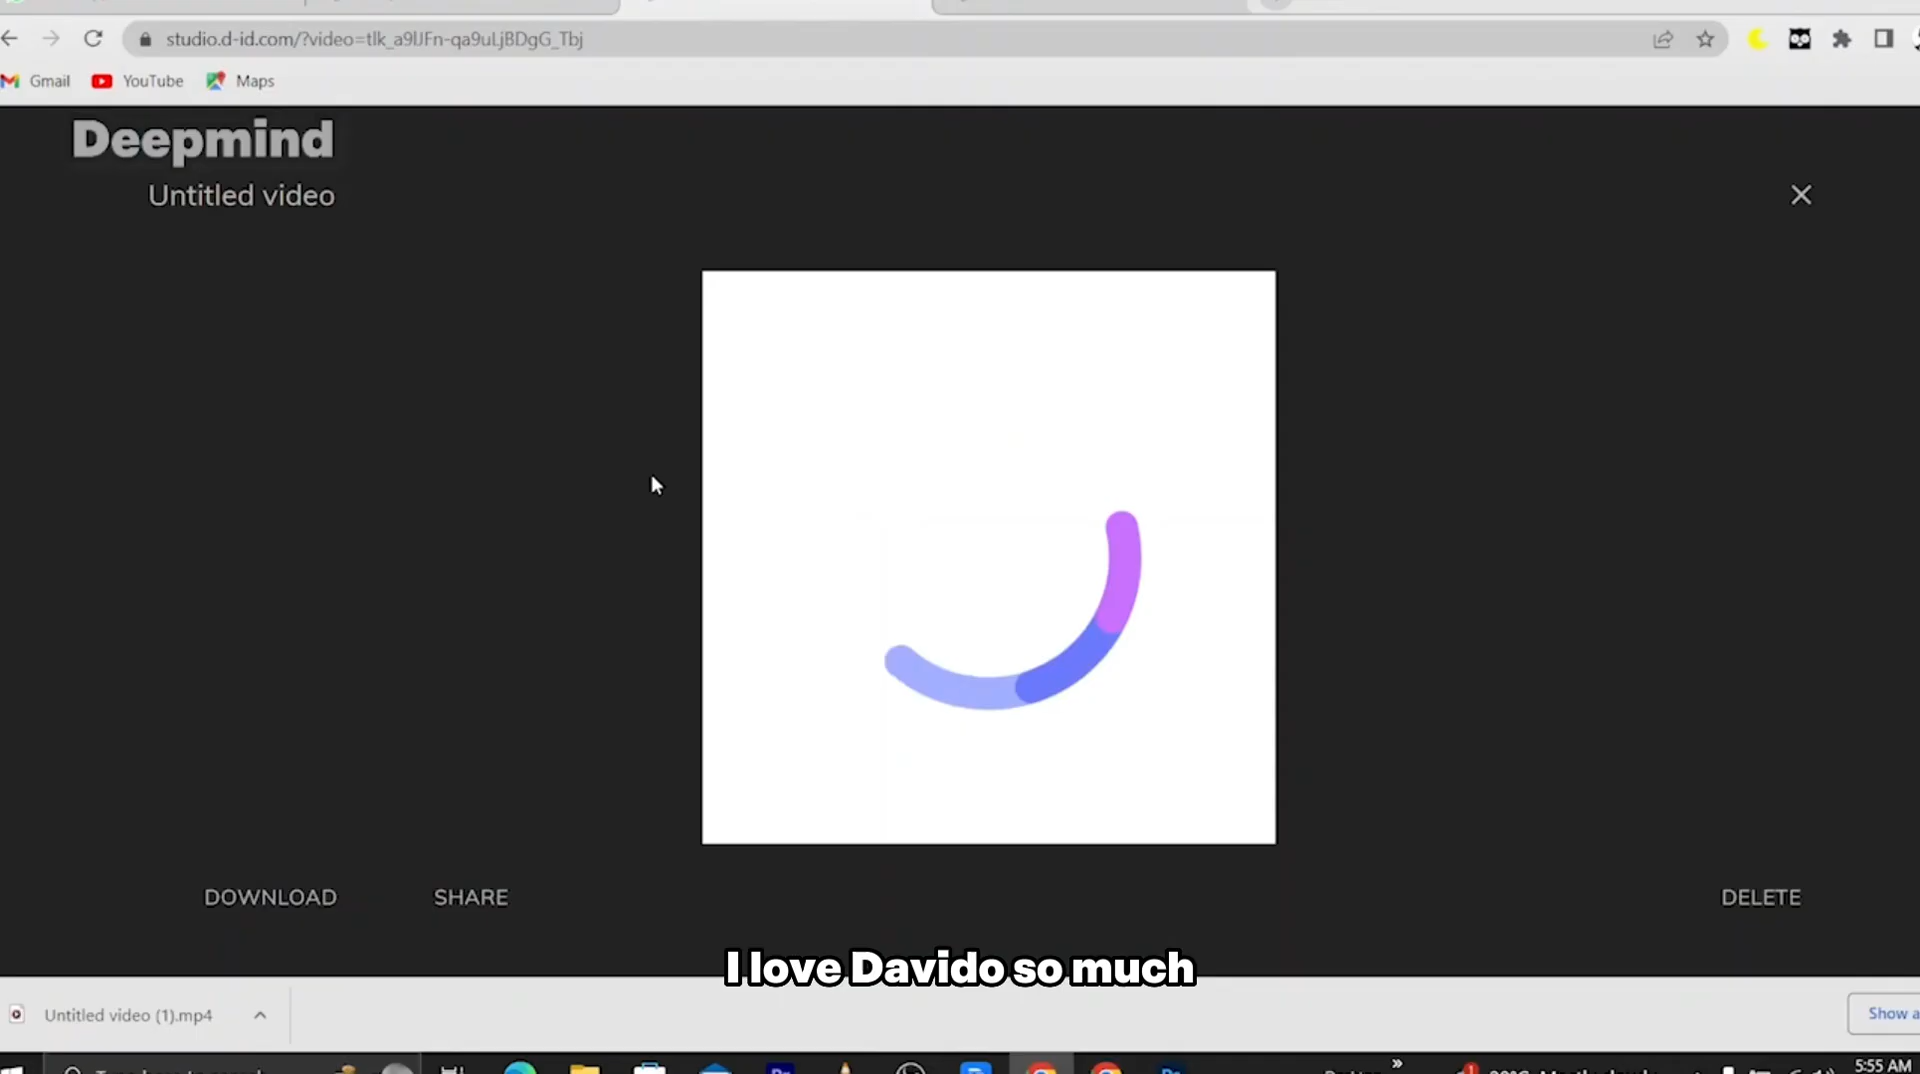 studio.d-id.com/?video=tlk_a9lJFn-qa9uLjBDgG_Tbj
Gmail YouTube Maps
Deepmind
Untitled video
DOWNLOAD SHARE DELETE
I love Davido so much
Untitled video (1).mp4
Show a
5:55 AM